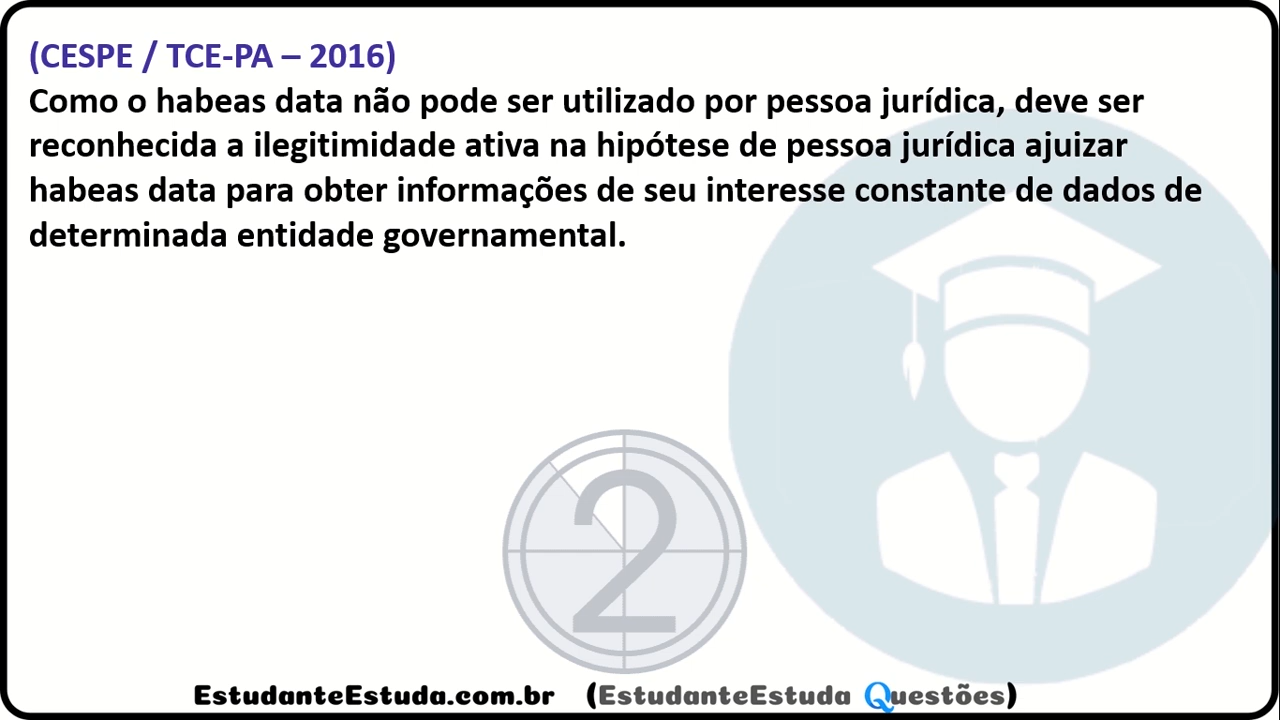 (CESPE / TCE-PA – 2016)
Como o habeas data não pode ser utilizado por pessoa jurídica, deve ser
reconhecida a ilegitimidade ativa na hipótese de pessoa jurídica ajuizar
habeas data para obter informações de seu interesse constante de dados de
determinada entidade governamental.
2
EstudanteEstuda.com.br (EstudanteEstuda Questões)